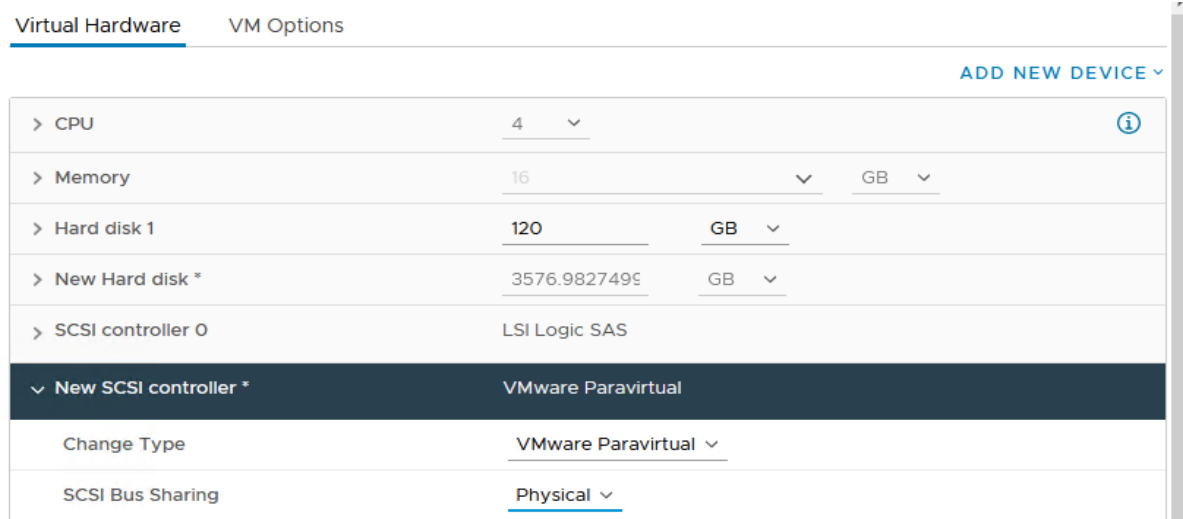 Virtual Hardware VM Options
ADD NEW DEVICE
CPU 4
Memory 16 GB
Hard disk 1 120 GB
New Hard disk * 3576.9827499 GB
SCSI controller 0 LSI Logic SAS
New SCSI controller * VMware Paravirtual
Change Type VMware Paravirtual
SCSI Bus Sharing Physical